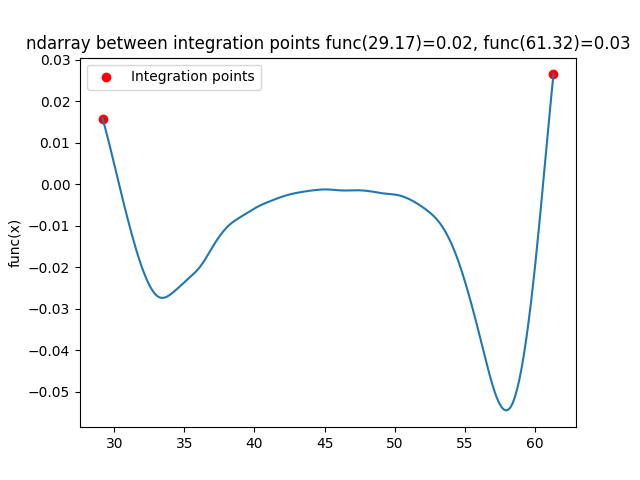 ndarray between integration points func(29.17)=0.02, func(61.32)=0.03
Integration points
func(x)
0.03
0.02
0.01
0.00
−0.01
−0.02
−0.03
−0.04
−0.05
30 35 40 45 50 55 60